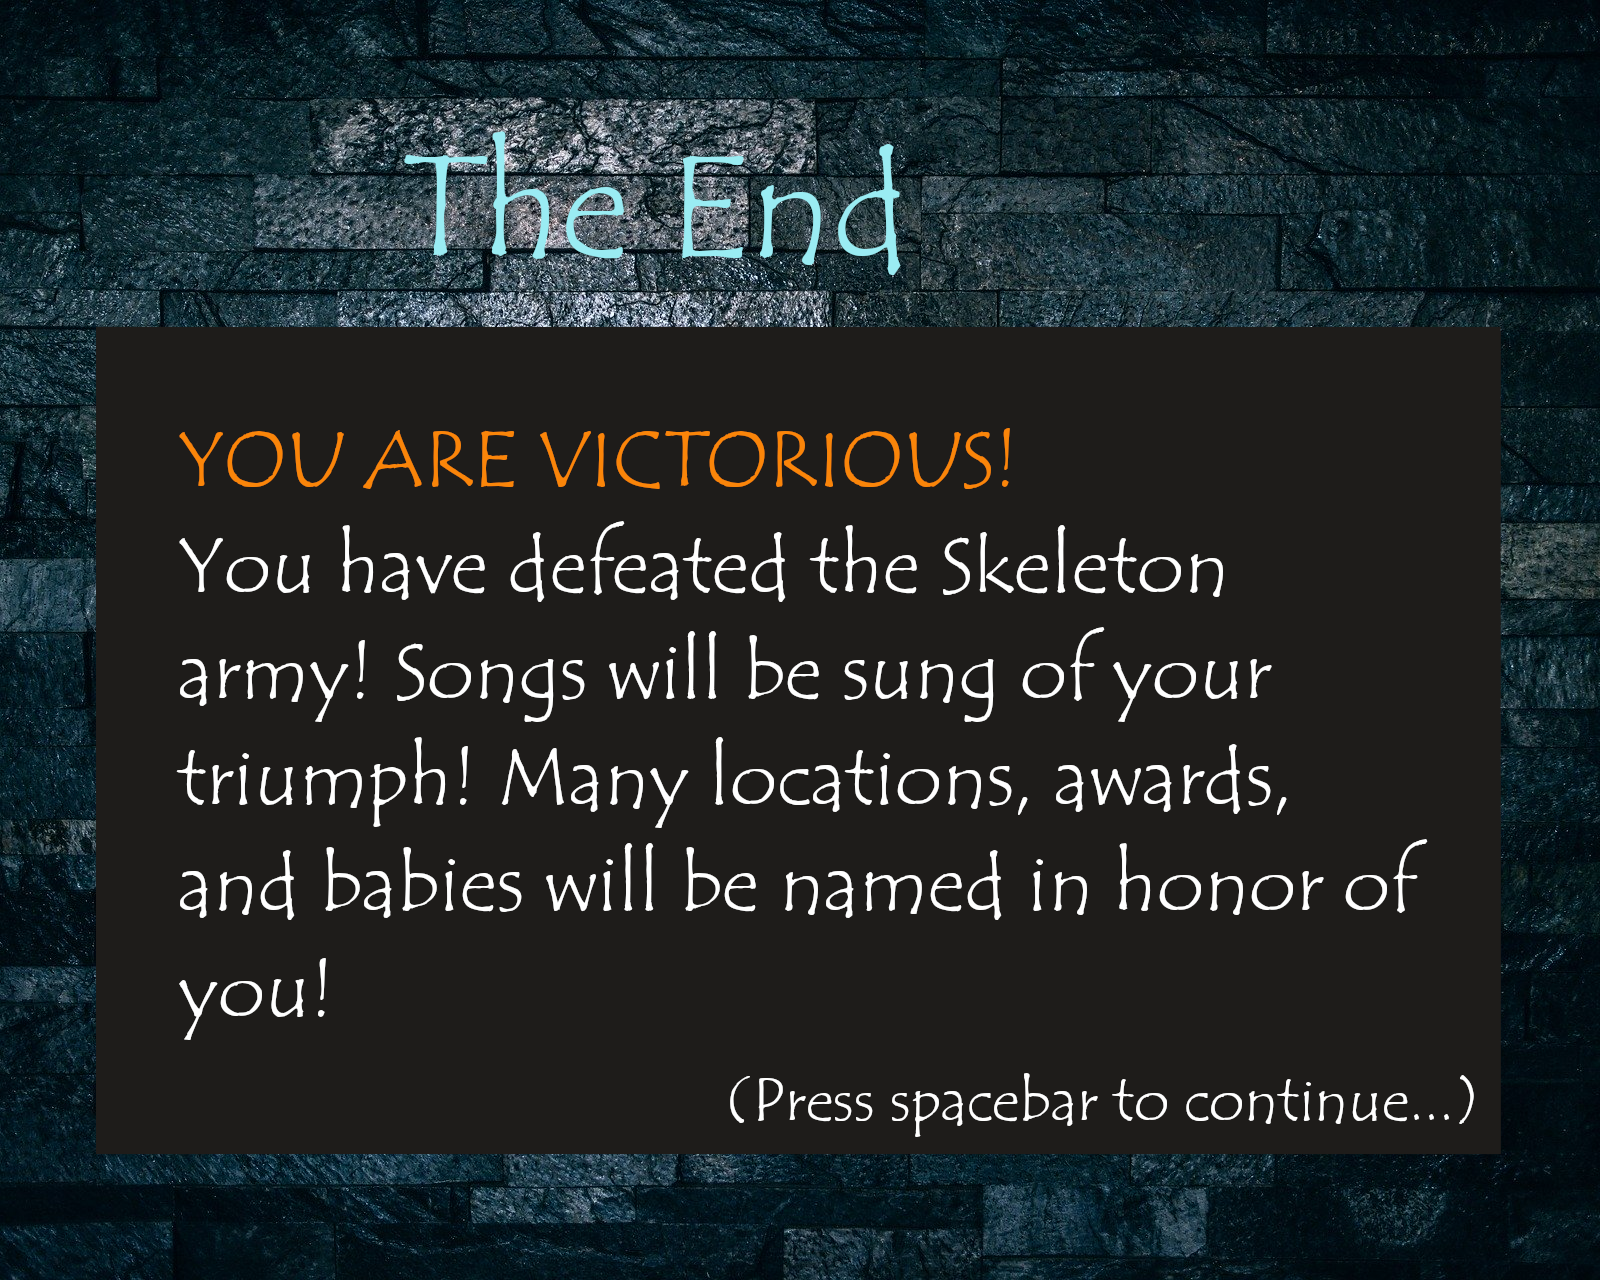 The End
YOU ARE VICTORIOUS!
You have defeated the Skeleton
army! Songs will be sung of your
triumph! Many locations, awards,
and babies will be named in honor of
you!
(Press spacebar to continue...)